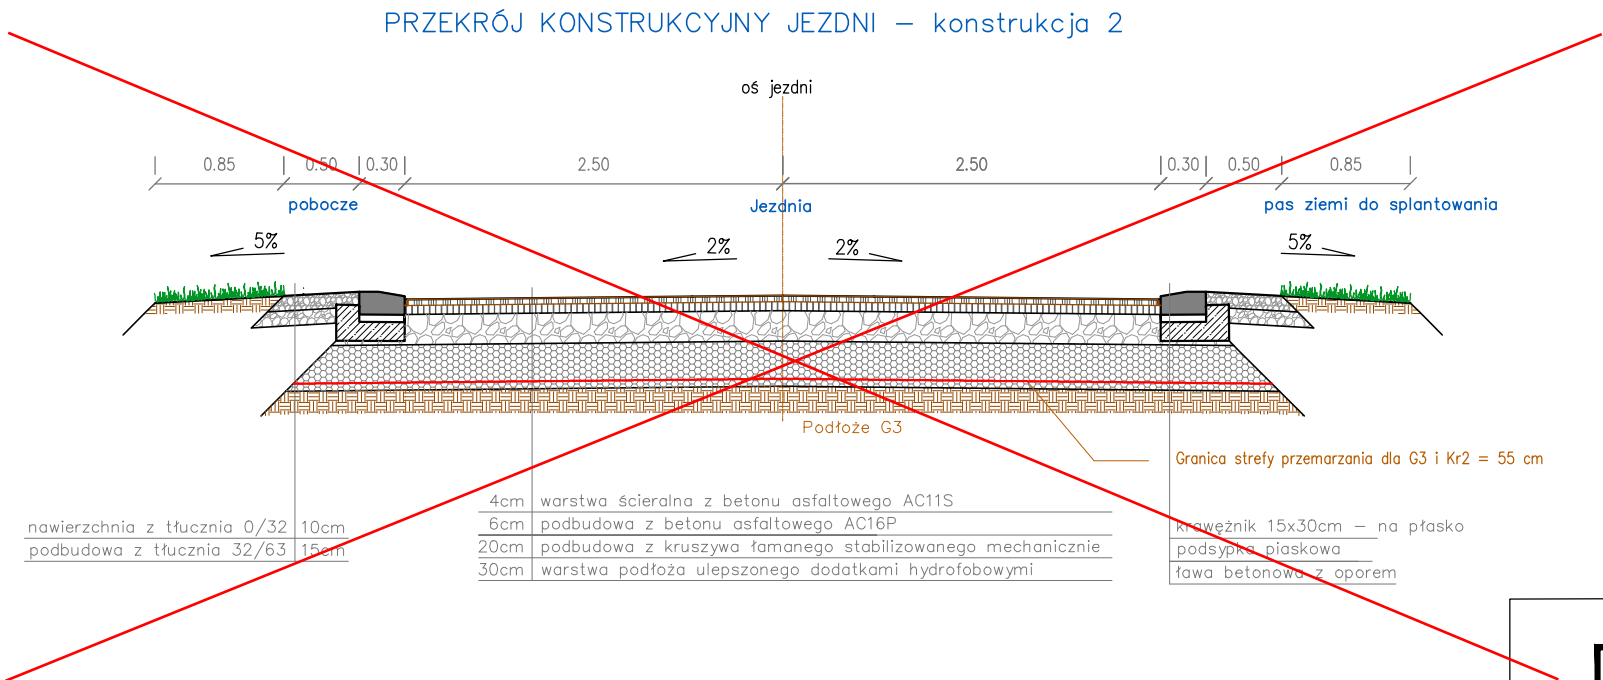 PRZEKRÓJ KONSTRUKCYJNY JEZDNI – konstrukcja 2
oś jezdni
0.85 0.50 0.30 2.50 2.50 0.30 0.50 0.85
pobocze Jezdnia pas ziemi do splantowania
5% 2% 2% 5%
Podłoże G3
Granica strefy przemarzania dla G3 i Kr2 = 55 cm
nawierzchnia z tłucznia 0/32 10cm
podbudowa z tłucznia 32/63 15cm
4cm warstwa ścieralna z betonu asfaltowego AC11S
6cm podbudowa z betonu asfaltowego AC16P
20cm podbudowa z kruszywa łamanego stabilizowanego mechanicznie
30cm warstwa podłoża ulepszonego dodatkami hydrofobowymi
krawężnik 15x30cm – na płasko
podsypka piaskowa
ława betonowa z oporem